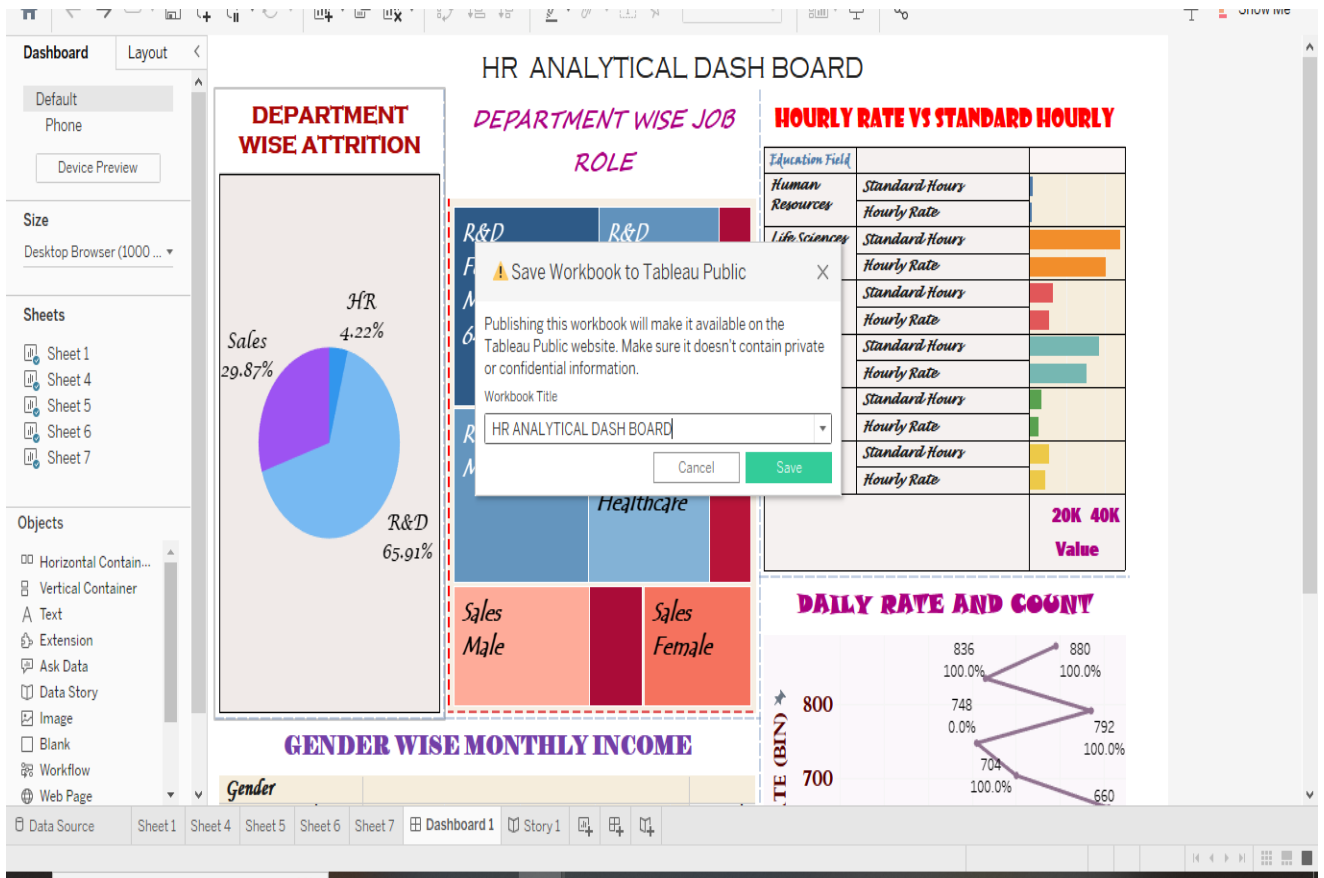 Show Me
Dashboard
Layout
Default
Phone
Device Preview
Size
Desktop Browser (1000 ...
Sheets
Sheet 1
Sheet 4
Sheet 5
Sheet 6
Sheet 7
Objects
Horizontal Contain...
Vertical Container
Text
Extension
Ask Data
Data Story
Image
Blank
Workflow
Web Page
HR ANALYTICAL DASH BOARD
DEPARTMENT
WISE ATTRITION
HR
4.22%
Sales
29.87%
R&D
65.91%
DEPARTMENT WISE JOB
ROLE
R&D
R&D
Healthcare
Sales
Male
Sales
Female
Save Workbook to Tableau Public
Publishing this workbook will make it available on the
Tableau Public website. Make sure it doesn't contain private
or confidential information.
Workbook Title
HR ANALYTICAL DASH BOARD
Cancel
Save
HOURLY RATE VS STANDARD HOURLY
Education Field
Human
Resources
Standard Hours
Hourly Rate
Life Sciences
Standard Hours
Hourly Rate
Standard Hours
Hourly Rate
Standard Hours
Hourly Rate
Standard Hours
Hourly Rate
Standard Hours
Hourly Rate
20K 40K
Value
DAILY RATE AND COUNT
836
100.0%
880
100.0%
748
0.0%
792
100.0%
704
100.0%
660
800
700
TE (BIN)
GENDER WISE MONTHLY INCOME
Gender
Data Source
Sheet 1
Sheet 4
Sheet 5
Sheet 6
Sheet 7
Dashboard 1
Story 1